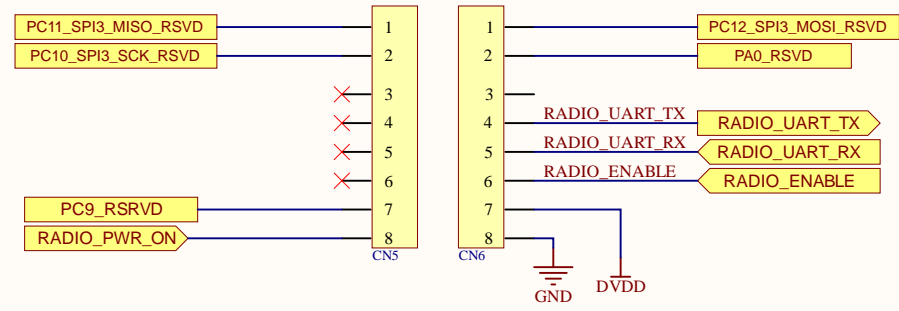 PC11_SPI3_MISO_RSVD
PC10_SPI3_SCK_RSVD
PC9_RSRVD
RADIO_PWR_ON
1
2
3
4
5
6
7
8
CN5
1
2
3
4
5
6
7
8
CN6
RADIO_UART_TX
RADIO_UART_RX
RADIO_ENABLE
PC12_SPI3_MOSI_RSVD
PA0_RSVD
RADIO_UART_TX
RADIO_UART_RX
RADIO_ENABLE
GND
DVDD